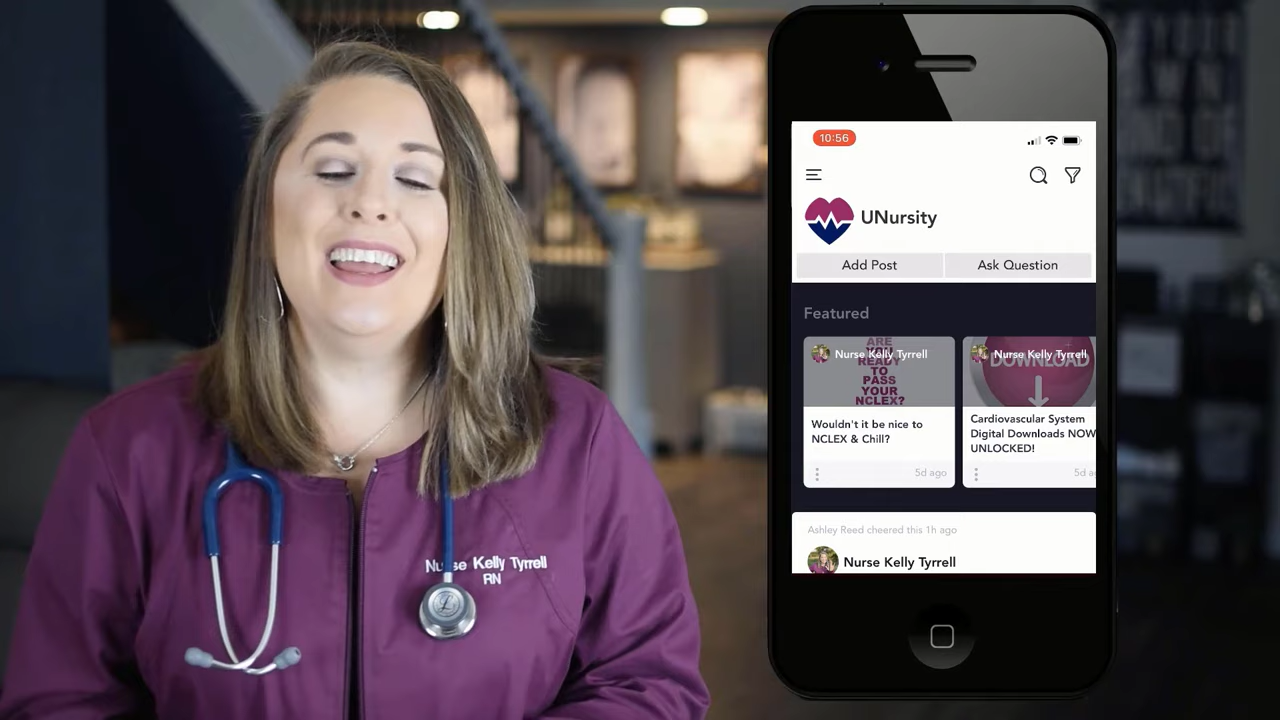 Nurse Kelly Tyrrell
RN
10:56
UNursity
Add Post
Ask Question
Featured
Nurse Kelly Tyrrell
ARE
YOU
READY
TO
PASS
YOUR
NCLEX?
Wouldn't it be nice to
NCLEX & Chill?
5d ago
Nurse Kelly Tyrrell
DOWNLOAD
Cardiovascular System
Digital Downloads NOW
UNLOCKED!
5d
Ashley Reed cheered this 1h ago
Nurse Kelly Tyrrell